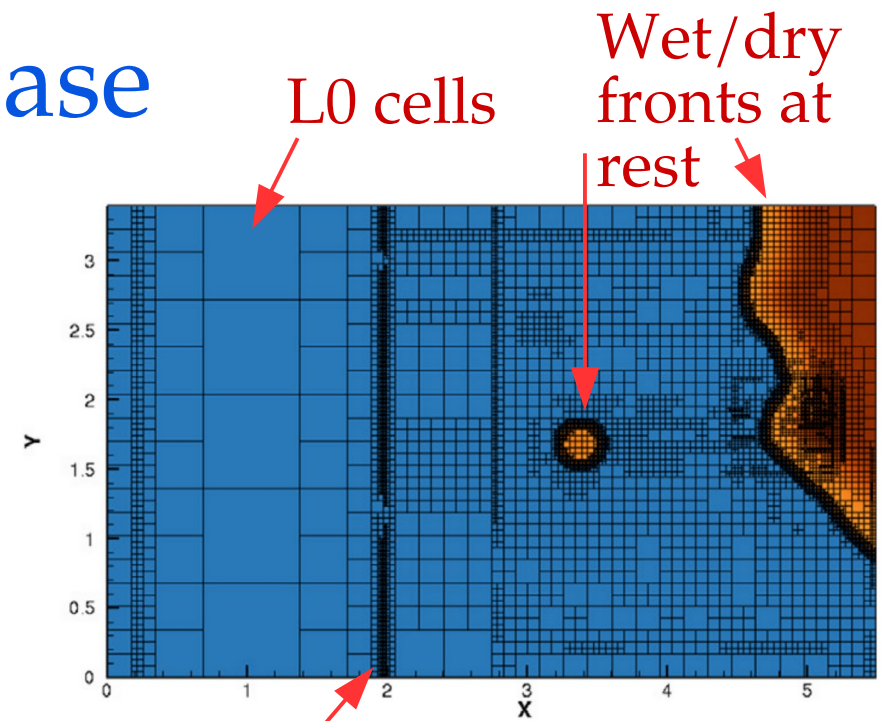 ase
L0 cells
Wet/dry
fronts at
rest
3
2.5
2
1.5
1
0.5
0
Y
0 1 2 3 4 5
X